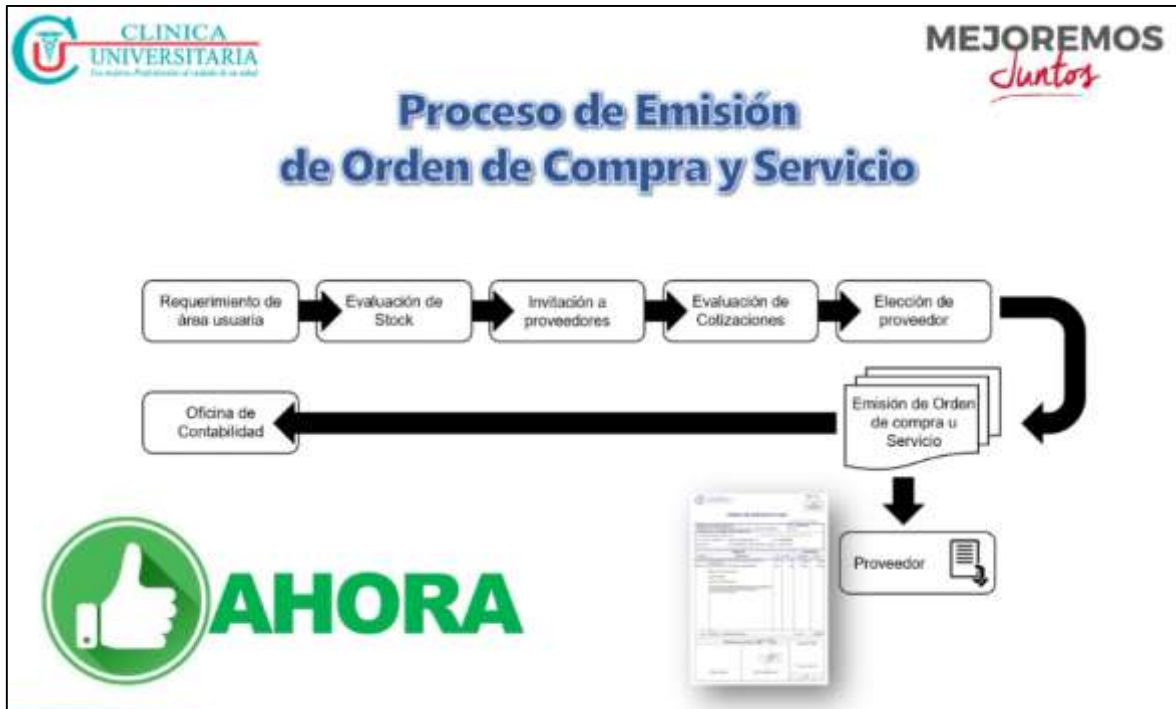 CLINICA
UNIVERSITARIA
MEJOREMOS
Juntos
Proceso de Emisión
de Orden de Compra y Servicio
Requerimiento de
área usuaria
Evaluación de
Stock
Invitación a
proveedores
Evaluación de
Cotizaciones
Elección de
proveedor
Oficina de
Contabilidad
Emisión de Orden
de compra u
Servicio
Proveedor
AHORA